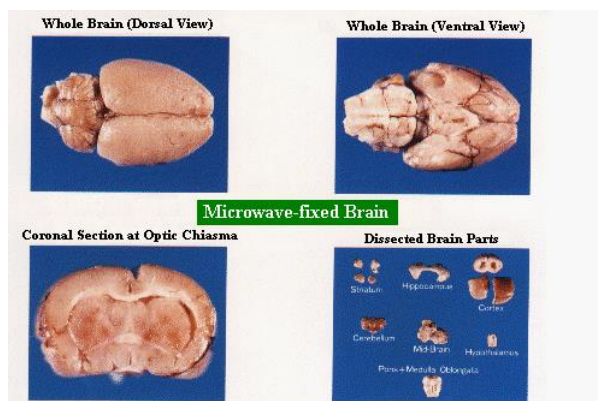 Whole Brain (Dorsal View)
Whole Brain (Ventral View)
Microwave-fixed Brain
Coronal Section at Optic Chiasma
Dissected Brain Parts
Striatum
Hippocampus
Cortex
Cerebellum
Mid-Brain
Hypothalamus
Pons+Medulla Oblongata